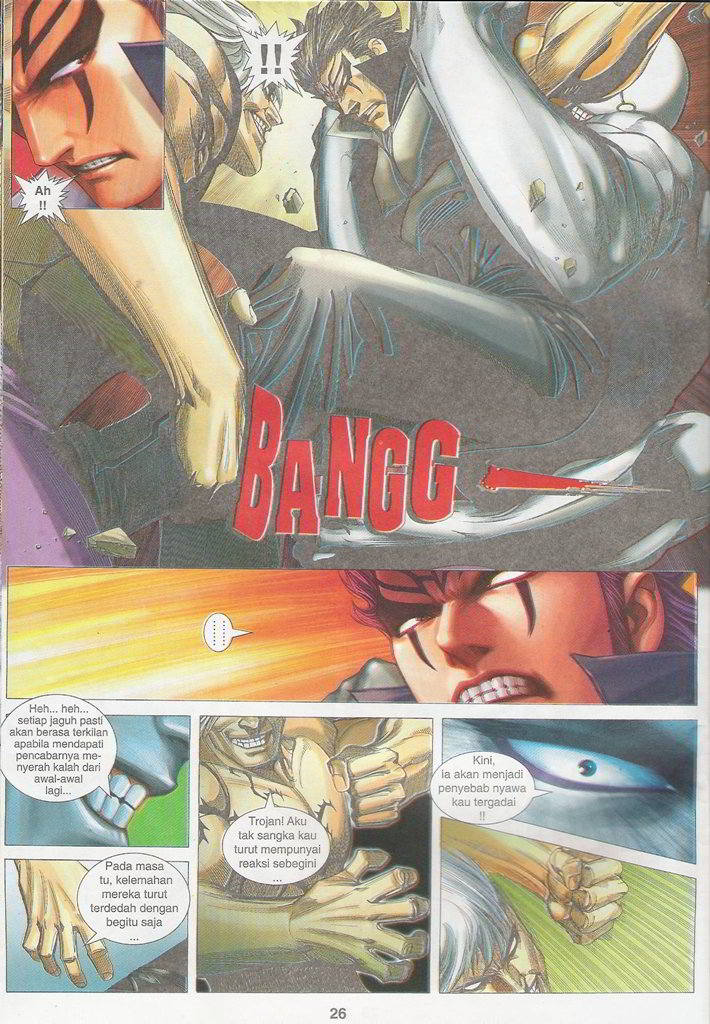 !!
Ah
!!
BANGG
......
Heh... heh...
setiap jaguh pasti
akan berasa terkilan
apabila mendapati
pencabarnya me-
nyerah kalah dari
awal-awal
lagi...
Pada masa
tu, kelemahan
mereka turut
terdedah dengan
begitu saja
...
Trojan! Aku
tak sangka kau
turut mempunyai
reaksi sebegini
...
Kini,
ia akan menjadi
penyebab nyawa
kau tergadai
!!
26